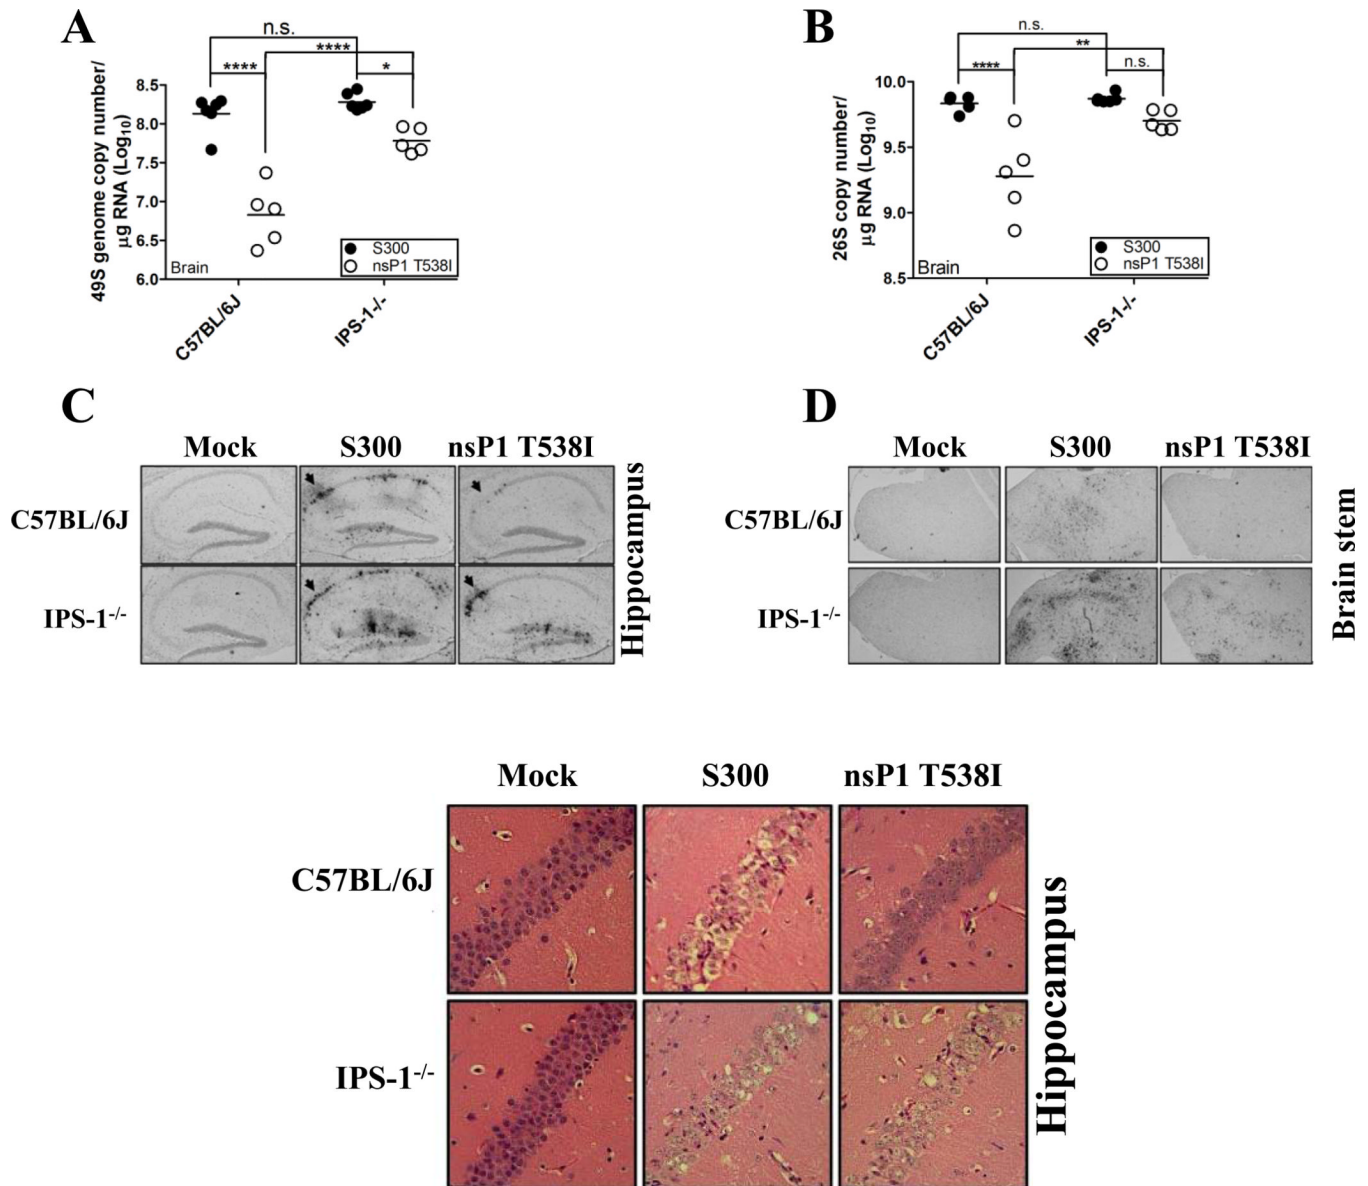 A
n.s.
****
****
*
49S genome copy number/
µg RNA (Log10)
8.5
8.0
7.5
7.0
6.5
6.0
Brain
S300
nsP1 T538I
C57BL/6J
IPS-1-/-
B
n.s.
**
****
n.s.
26S copy number/
µg RNA (Log10)
10.0
9.5
9.0
8.5
Brain
S300
nsP1 T538I
C57BL/6J
IPS-1-/-
C
Mock S300 nsP1 T538I
C57BL/6J
IPS-1-/-
Hippocampus
D
Mock S300 nsP1 T538I
C57BL/6J
IPS-1-/-
Brain stem
Mock S300 nsP1 T538I
C57BL/6J
IPS-1-/-
Hippocampus